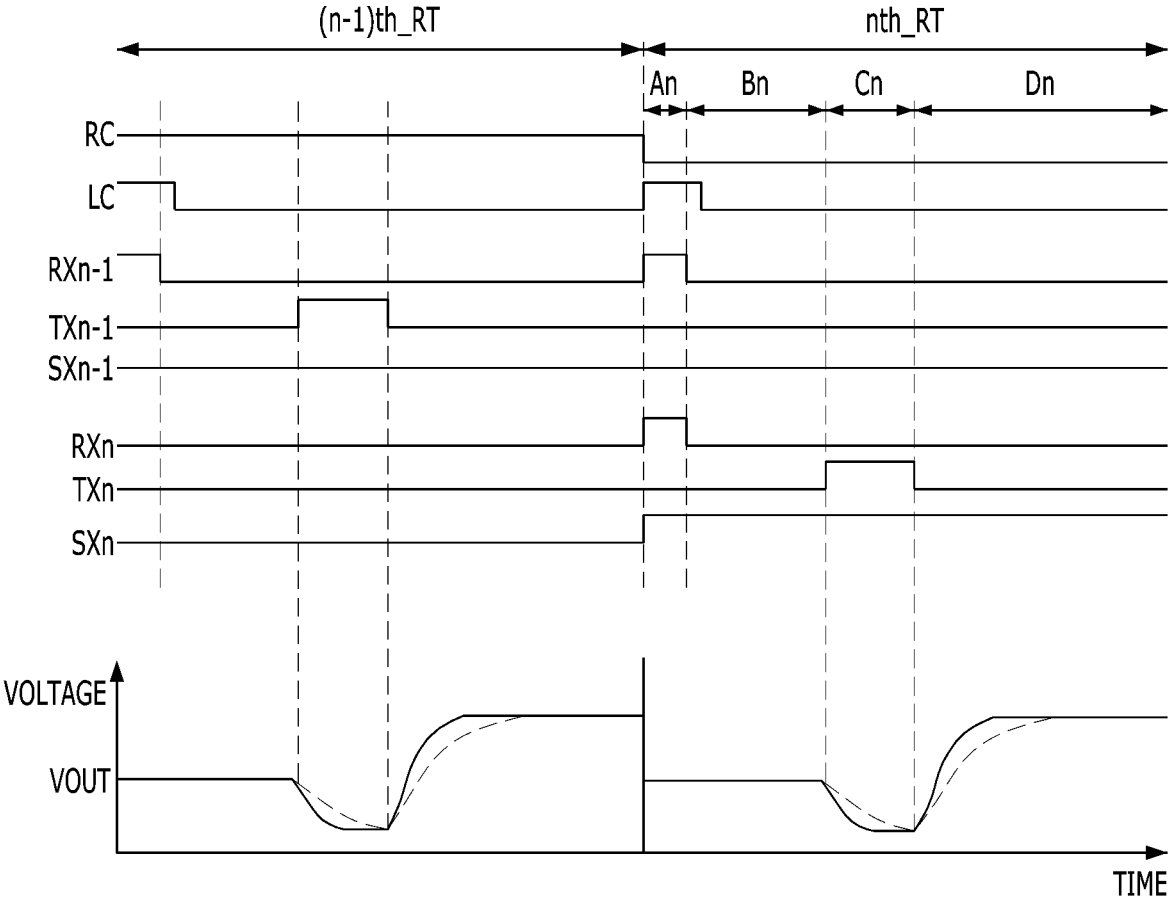 (n-1)th_RT nth_RT
An Bn Cn Dn
RC
LC
RXn-1
TXn-1
SXn-1
RXn
TXn
SXn
VOLTAGE
VOUT
TIME